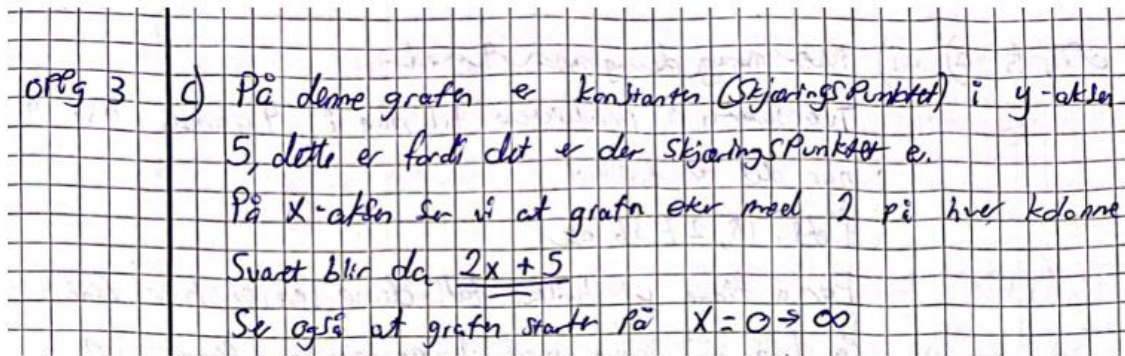 oppg 3 c) På denne grafen e konstanten (SkjæringsPunktet) i y-aksen
5, dette er fordi det er der SkjæringsPunktet e.
På X-aksen ser vi at grafen øker med 2 på hver kolonne
Svaret blir da 2x + 5
Se også at grafen starter På X = 0 → ∞